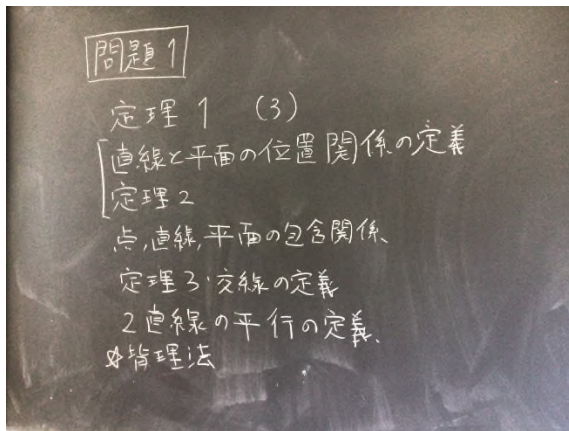 問題1
定理1 (3)
直線と平面の位置関係の定義
定理2
点,直線,平面の包含関係、
定理3・交線の定義
2直線の平行の定義、
☆背理法